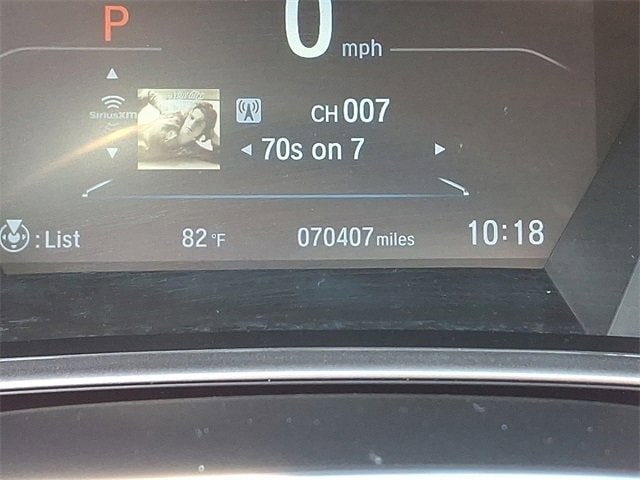 P
0 mph
SiriusXM
CH 007
70s on 7
: List
82 °F
070407 miles
10:18